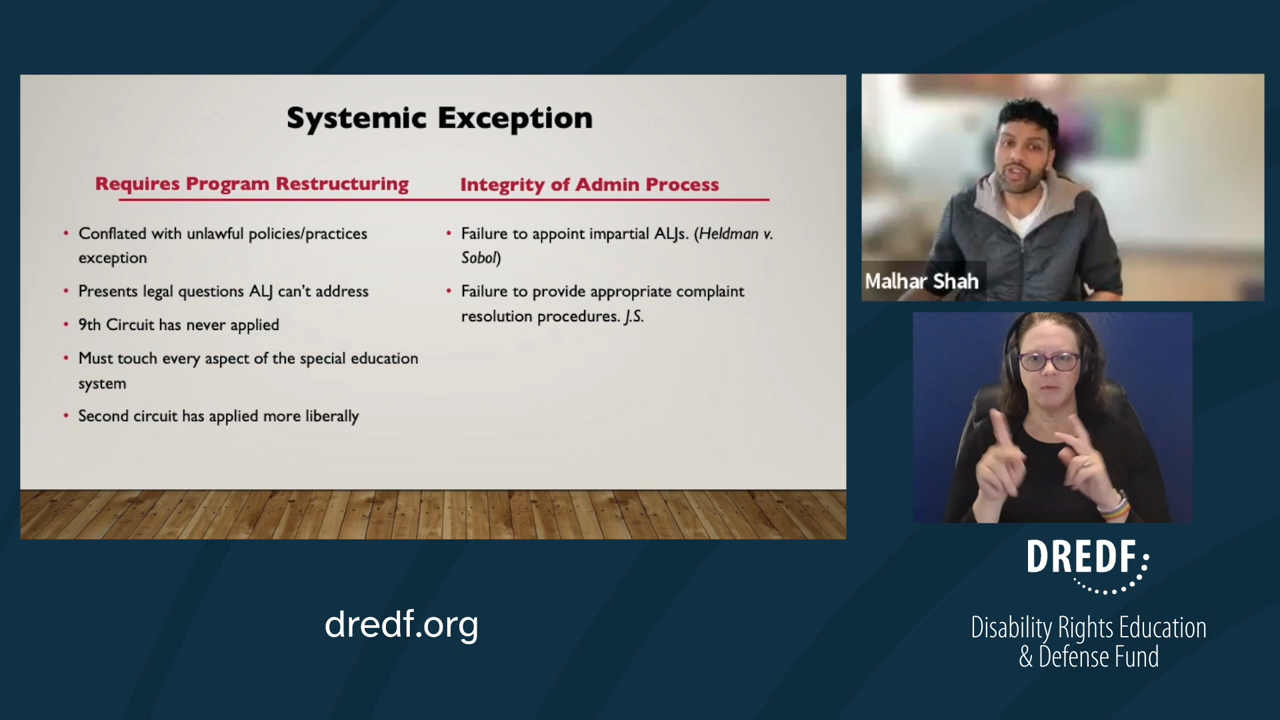 Systemic Exception
Requires Program Restructuring
• Conflated with unlawful policies/practices
exception
• Presents legal questions ALJ can’t address
• 9th Circuit has never applied
• Must touch every aspect of the special education
system
• Second circuit has applied more liberally
Integrity of Admin Process
• Failure to appoint impartial ALJs. (Heldman v.
Sobol)
• Failure to provide appropriate complaint
resolution procedures. J.S.
Malhar Shah
DREDF
Disability Rights Education
& Defense Fund
dredf.org